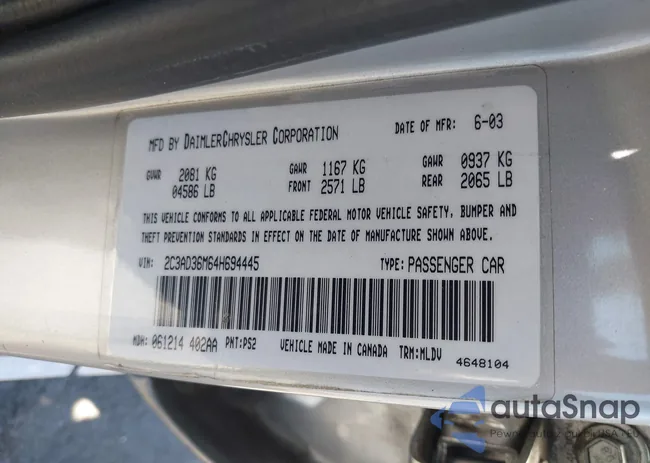 MFD BY DAIMLERCHRYSLER CORPORATION DATE OF MFR: 6-03
GVWR 2081 KG GAWR 1167 KG GAWR 0937 KG
04586 LB FRONT 2571 LB REAR 2065 LB
THIS VEHICLE CONFORMS TO ALL APPLICABLE FEDERAL MOTOR VEHICLE SAFETY, BUMPER AND
THEFT PREVENTION STANDARDS IN EFFECT ON THE DATE OF MANUFACTURE SHOWN ABOVE.
VIN: 2C3AD36M64H694445 TYPE: PASSENGER CAR
MDH: 061214 402AA PNT:PS2 VEHICLE MADE IN CANADA TRM:MLDV
4648104
autaSnap